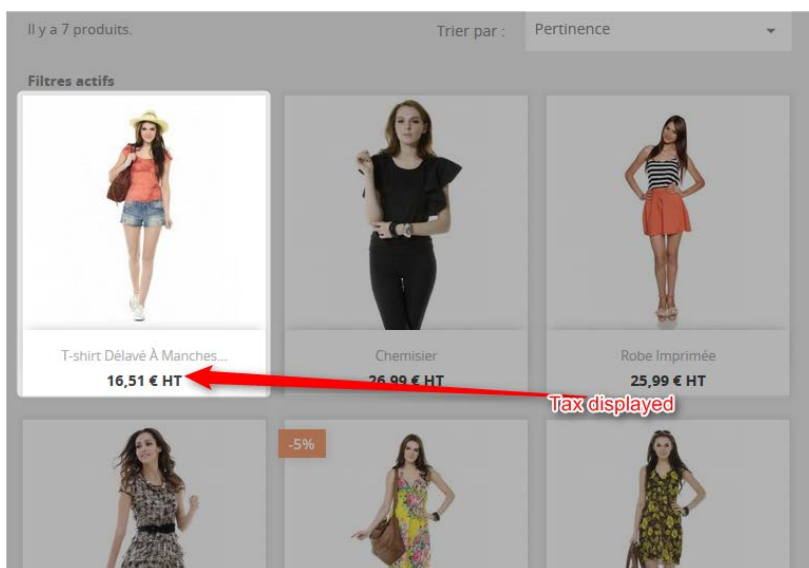 Il y a 7 produits.
Trier par :
Pertinence
Filtres actifs
T-shirt Délavé À Manches...
Chemisier
Robe Imprimée
16,51 € HT
26,99 € HT
25,99 € HT
Tax displayed
-5%